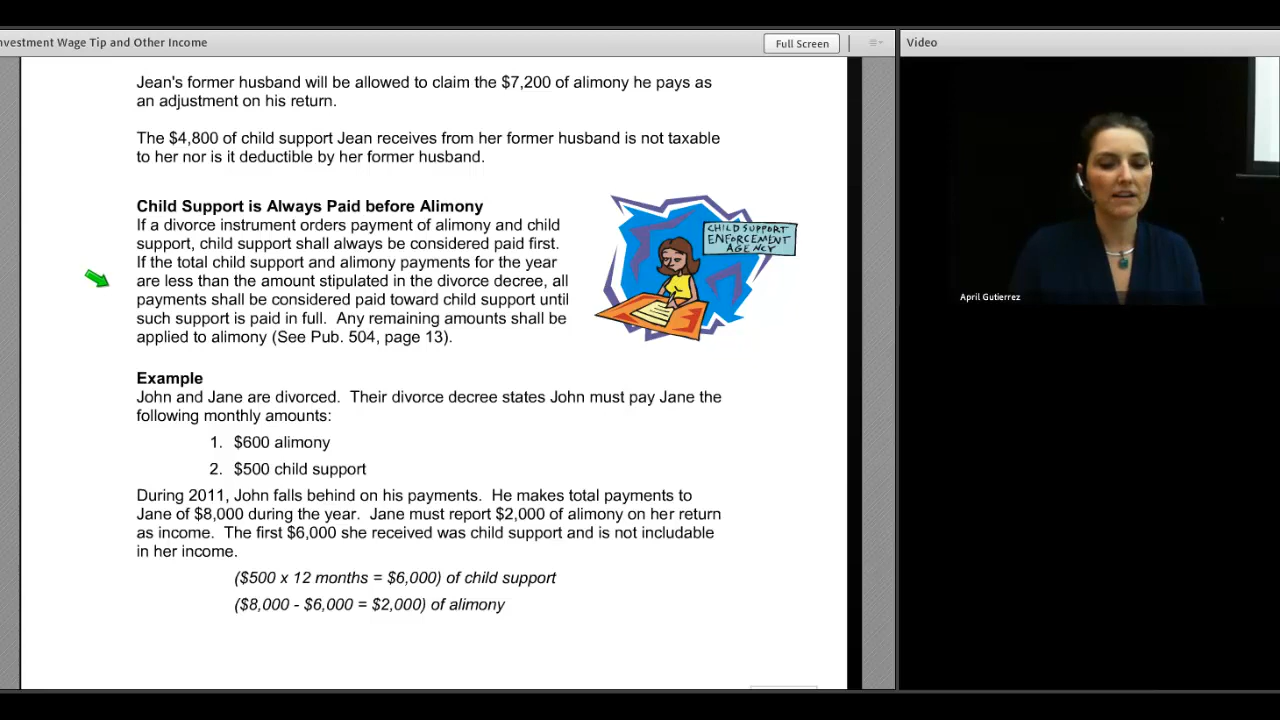 nvestment Wage Tip and Other Income
Full Screen
Video
Jean's former husband will be allowed to claim the $7,200 of alimony he pays as
an adjustment on his return.
The $4,800 of child support Jean receives from her former husband is not taxable
to her nor is it deductible by her former husband.
Child Support is Always Paid before Alimony
If a divorce instrument orders payment of alimony and child
support, child support shall always be considered paid first.
If the total child support and alimony payments for the year
are less than the amount stipulated in the divorce decree, all
payments shall be considered paid toward child support until
such support is paid in full.  Any remaining amounts shall be
applied to alimony (See Pub. 504, page 13).
CHILD SUPPORT
ENFORCEMENT
AGENCY
April Gutierrez
Example
John and Jane are divorced.  Their divorce decree states John must pay Jane the
following monthly amounts:
1. $600 alimony
2. $500 child support
During 2011, John falls behind on his payments.  He makes total payments to
Jane of $8,000 during the year.  Jane must report $2,000 of alimony on her return
as income.  The first $6,000 she received was child support and is not includable
in her income.
($500 x 12 months = $6,000) of child support
($8,000 - $6,000 = $2,000) of alimony